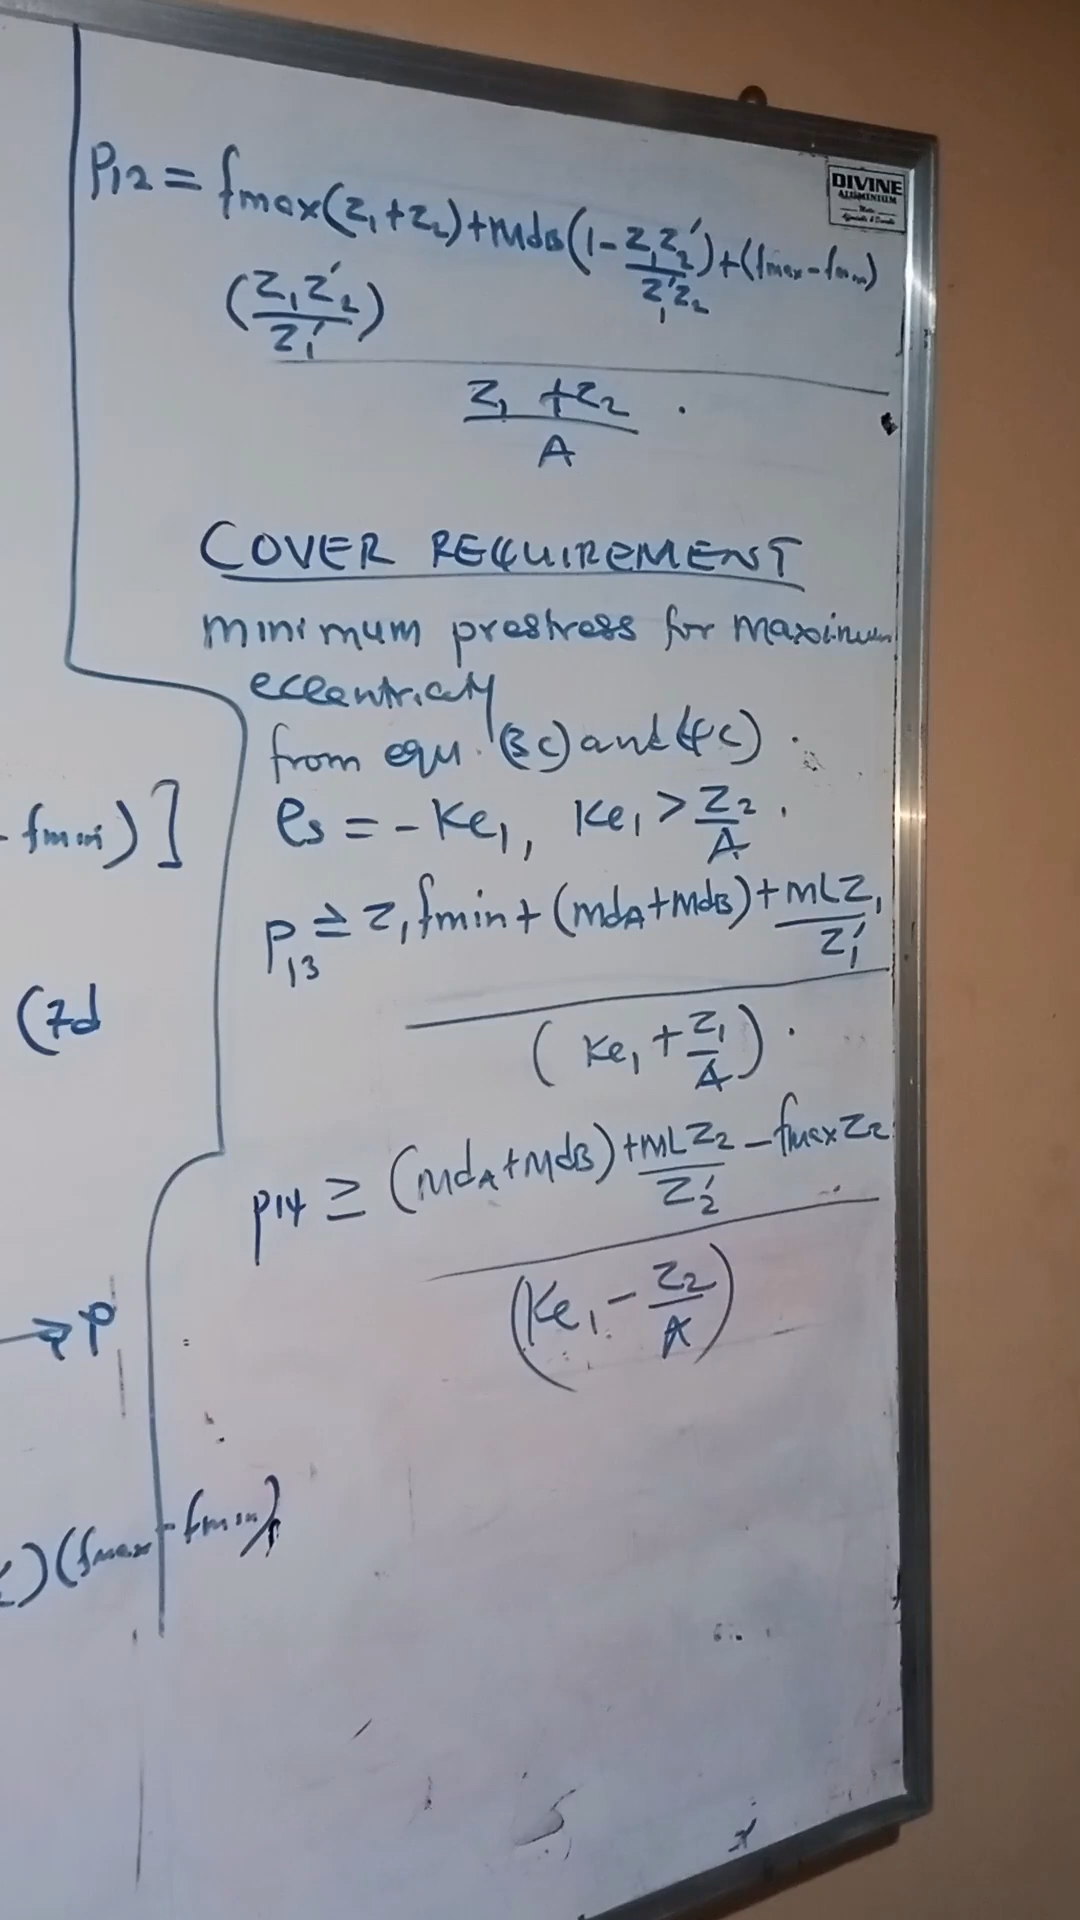 P12 = fmax(Z₁+Z₂)+MdB(1-Z₁Z₂'/Z₁'Z₂)+(fmax-fmin)
(Z₁Z₂'/Z₁')
Z₁+Z₂/A.
DIVINE
ALUMINIUM
COVER REQUIREMENT
minimum prestress for maximum
eccentricity
from equ. (3c) and (4c).
es = -Ke₁, Ke₁ > Z₂/A.
P13 ≥ Z₁fmin+(mdA+MdB)+MLZ₁/Z₁'
(Ke₁+Z₁/A).
P14 ≥ (MdA+MdB)+MLZ₂/Z₂'-fmaxZ₂
(Ke₁-Z₂/A)
-fmin)]
(7d
→P
)(fmax-fmin)